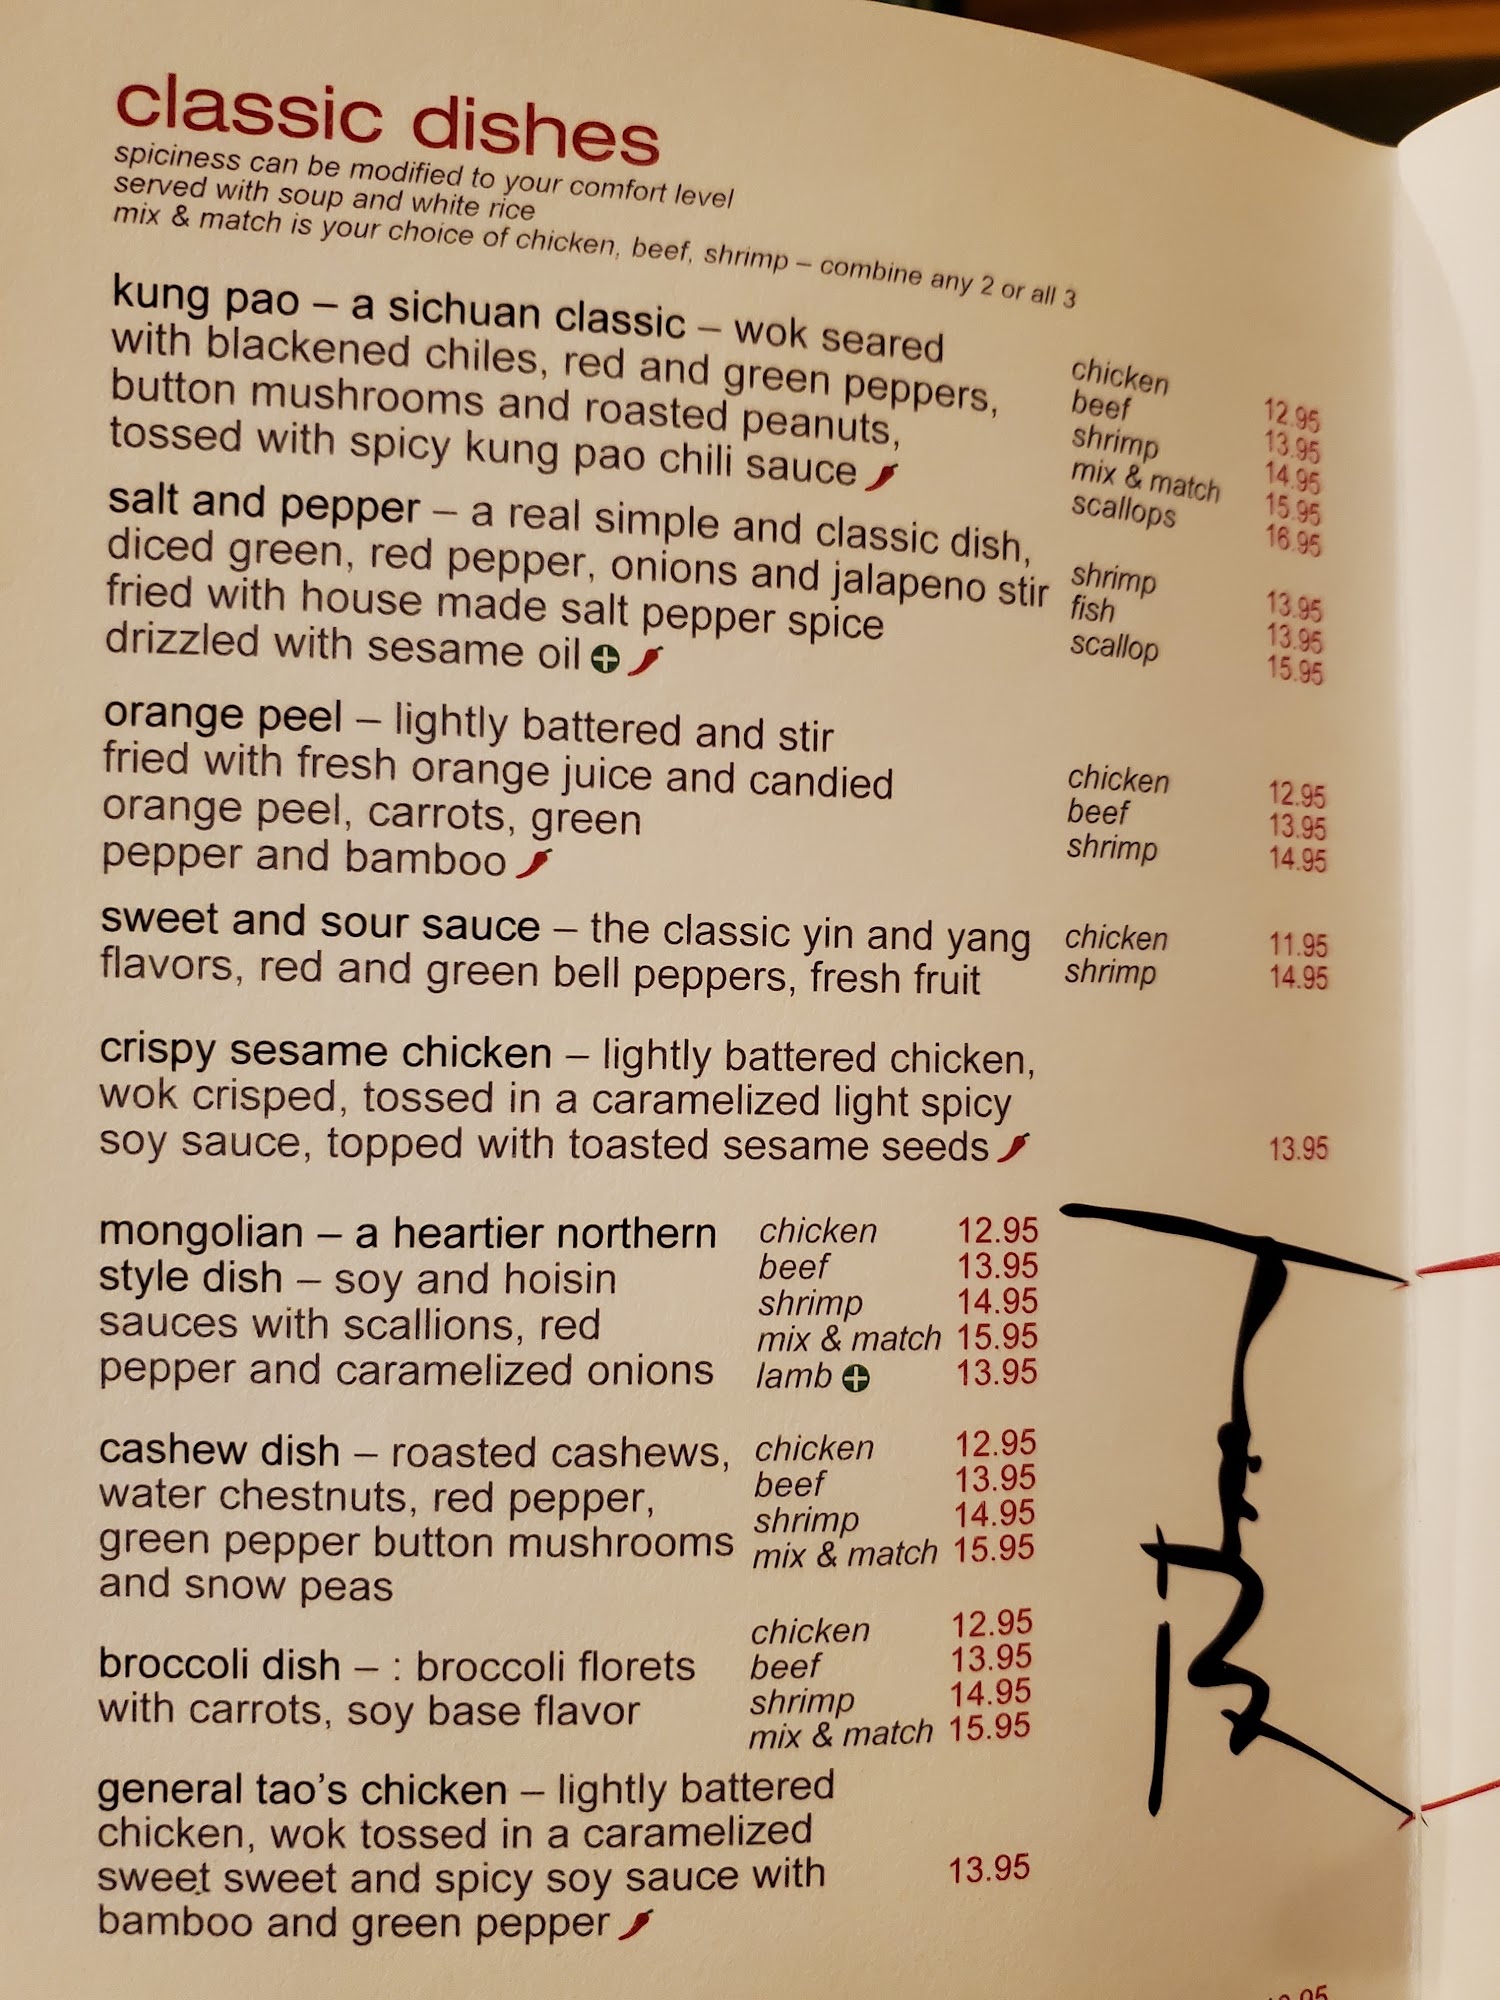 classic dishes
spiciness can be modified to your comfort level
served with soup and white rice
mix & match is your choice of chicken, beef, shrimp – combine any 2 or all 3
kung pao – a sichuan classic – wok seared
with blackened chiles, red and green peppers,
button mushrooms and roasted peanuts,
tossed with spicy kung pao chili sauce
chicken 12.95
beef 13.95
shrimp 14.95
mix & match 15.95
scallops 16.95
salt and pepper – a real simple and classic dish,
diced green, red pepper, onions and jalapeno stir
fried with house made salt pepper spice
drizzled with sesame oil
shrimp 13.95
fish 13.95
scallop 15.95
orange peel – lightly battered and stir
fried with fresh orange juice and candied
orange peel, carrots, green
pepper and bamboo
chicken 12.95
beef 13.95
shrimp 14.95
sweet and sour sauce – the classic yin and yang
flavors, red and green bell peppers, fresh fruit
chicken 11.95
shrimp 14.95
crispy sesame chicken – lightly battered chicken,
wok crisped, tossed in a caramelized light spicy
soy sauce, topped with toasted sesame seeds 13.95
mongolian – a heartier northern
style dish – soy and hoisin
sauces with scallions, red
pepper and caramelized onions
chicken 12.95
beef 13.95
shrimp 14.95
mix & match 15.95
lamb 13.95
cashew dish – roasted cashews,
water chestnuts, red pepper,
green pepper button mushrooms
and snow peas
chicken 12.95
beef 13.95
shrimp 14.95
mix & match 15.95
broccoli dish – : broccoli florets
with carrots, soy base flavor
chicken 12.95
beef 13.95
shrimp 14.95
mix & match 15.95
general tao's chicken – lightly battered
chicken, wok tossed in a caramelized
sweet sweet and spicy soy sauce with 13.95
bamboo and green pepper